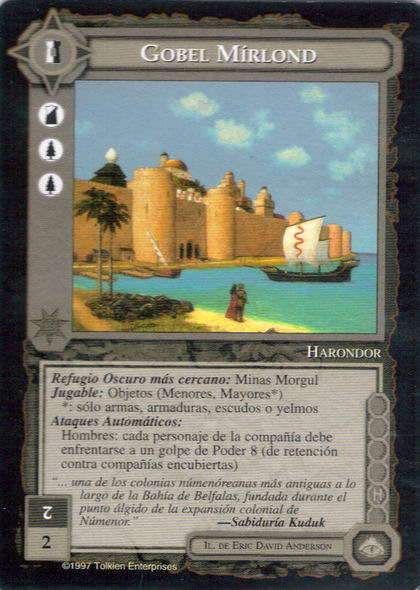 GOBEL MÍRLOND
HARONDOR
Refugio Oscuro más cercano: Minas Morgul
Jugable: Objetos (Menores, Mayores*)
*: sólo armas, armaduras, escudos o yelmos
Ataques Automáticos:
Hombres: cada personaje de la compañía debe
enfrentarse a un golpe de Poder 8 (de retención
contra compañías encubiertas)
“... una de los colonias númenóreanas más antiguas a lo
largo de la Bahía de Belfalas, fundada durante el
punto álgido de la expansión colonial de
Númenor.” —Sabiduría Kuduk
2
2
IL. DE ERIC DAVID ANDERSON
©1997 Tolkien Enterprises